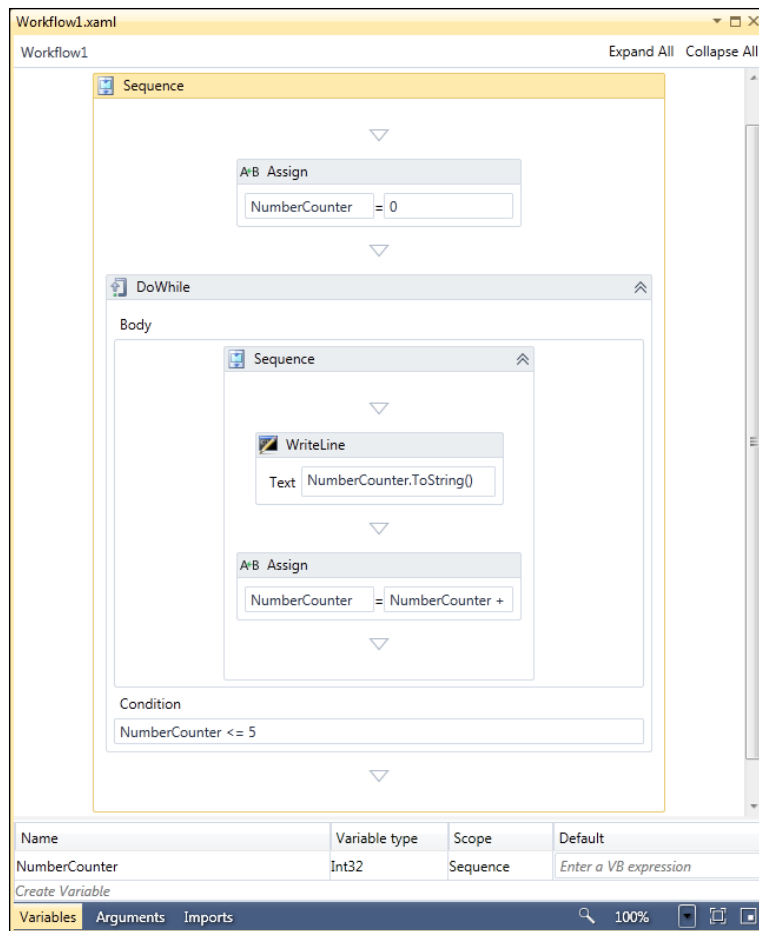 Workflow1.xaml
Workflow1 Expand All Collapse All
Sequence
A+B Assign
NumberCounter = 0
DoWhile
Body
Sequence
WriteLine
Text NumberCounter.ToString()
A+B Assign
NumberCounter = NumberCounter +
Condition
NumberCounter <= 5
Name Variable type Scope Default
NumberCounter Int32 Sequence Enter a VB expression
Create Variable
Variables Arguments Imports 100%